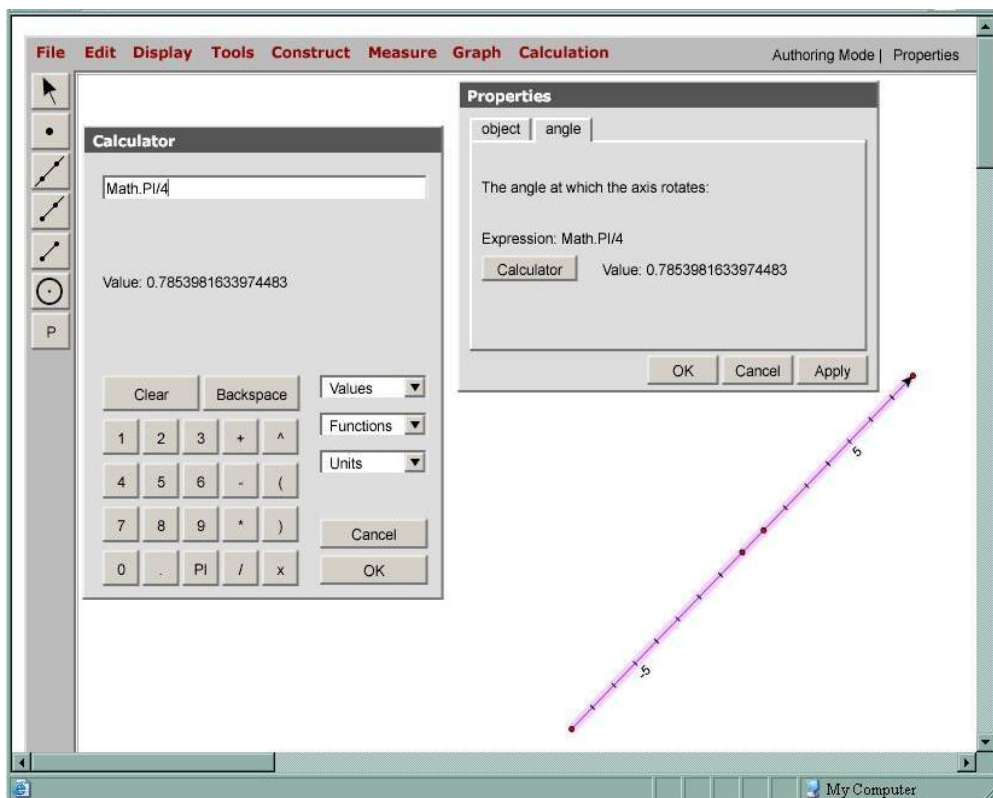 File Edit Display Tools Construct Measure Graph Calculation
Authoring Mode | Properties
Calculator
Math.PI/4
Value: 0.7853981633974483
Clear Backspace
1 2 3 + ^
4 5 6 - (
7 8 9 * )
0 . PI / x
Values
Functions
Units
Cancel
OK
Properties
object angle
The angle at which the axis rotates:
Expression: Math.PI/4
Calculator Value: 0.7853981633974483
OK Cancel Apply
5
-5
P
My Computer